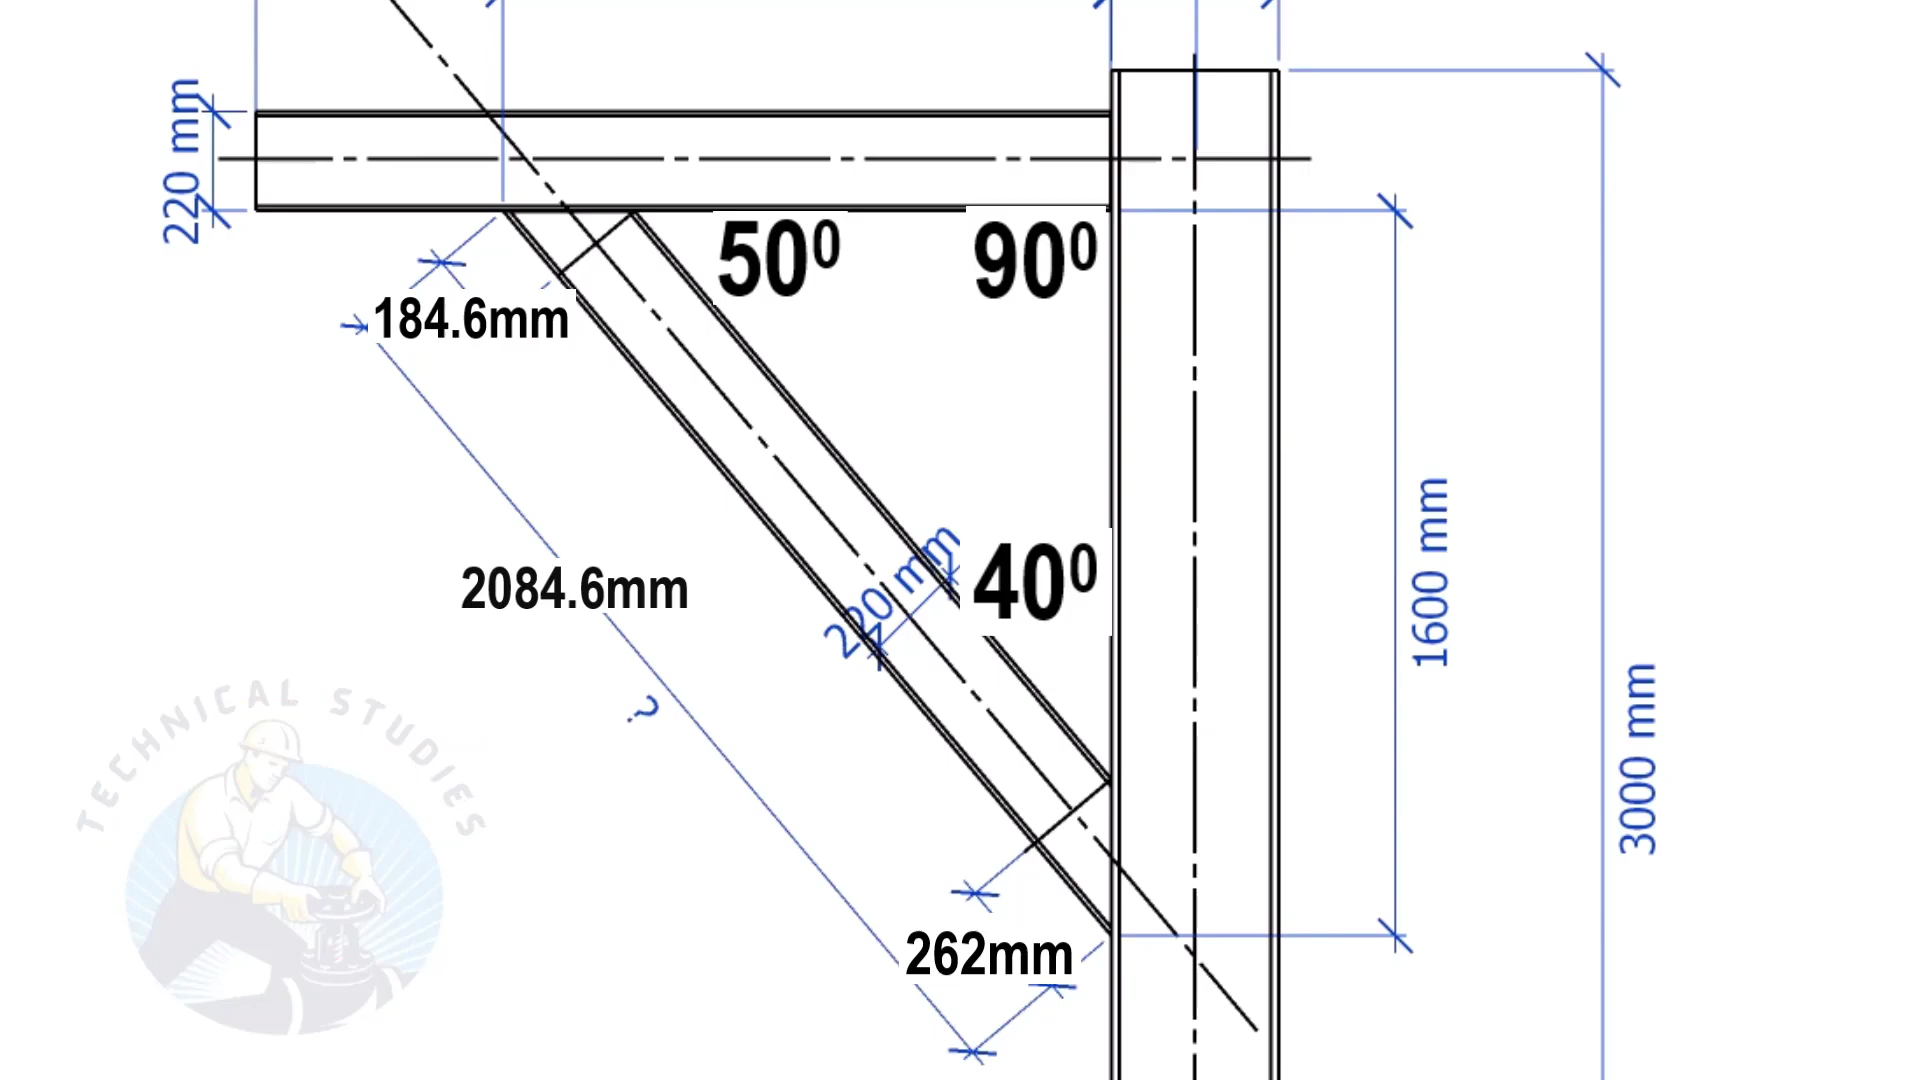 220 mm
50⁰
90⁰
184.6mm
1600 mm
220 mm
40⁰
2084.6mm
?
3000 mm
TECHNICAL STUDIES
262mm